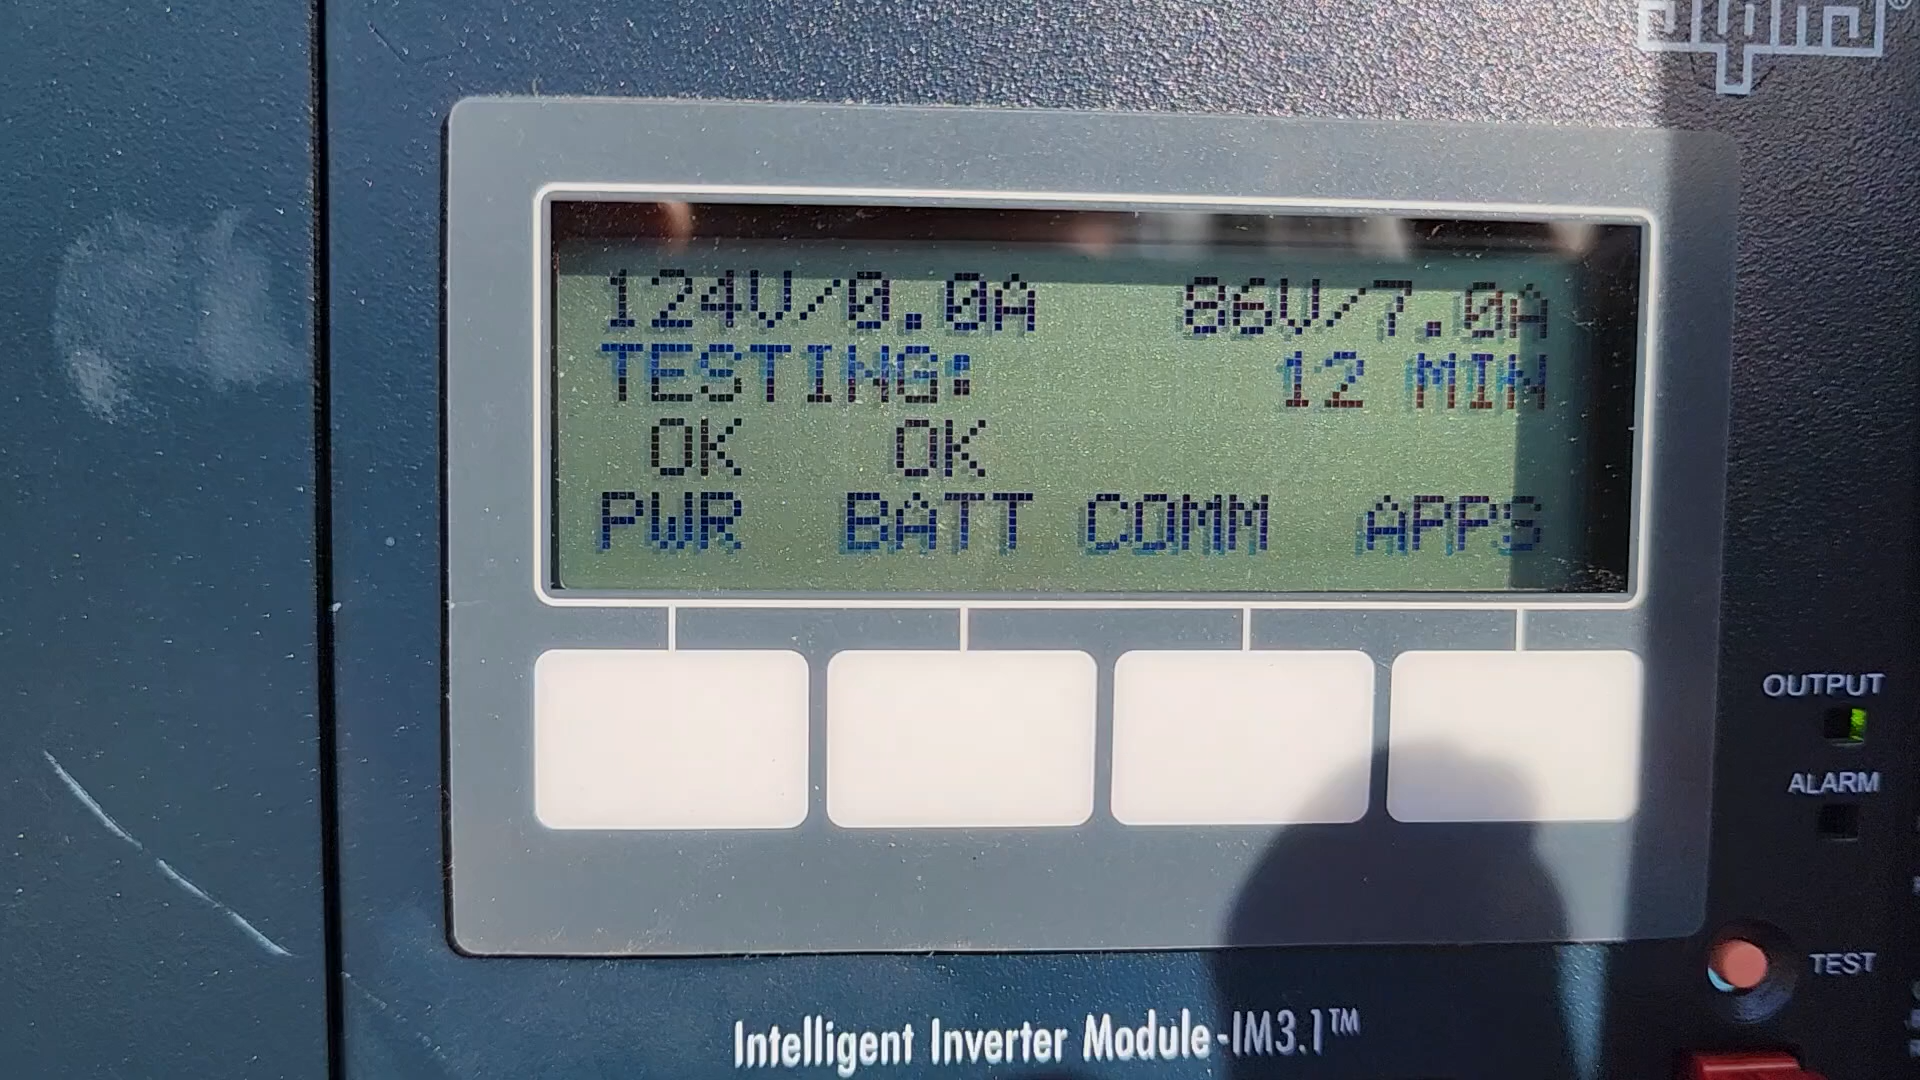 alpha®
124V/0.0A 86V/7.0A
TESTING: 12 MIN
OK OK
PWR BATT COMM APPS
OUTPUT
ALARM
TEST
Intelligent Inverter Module-IM3.1™